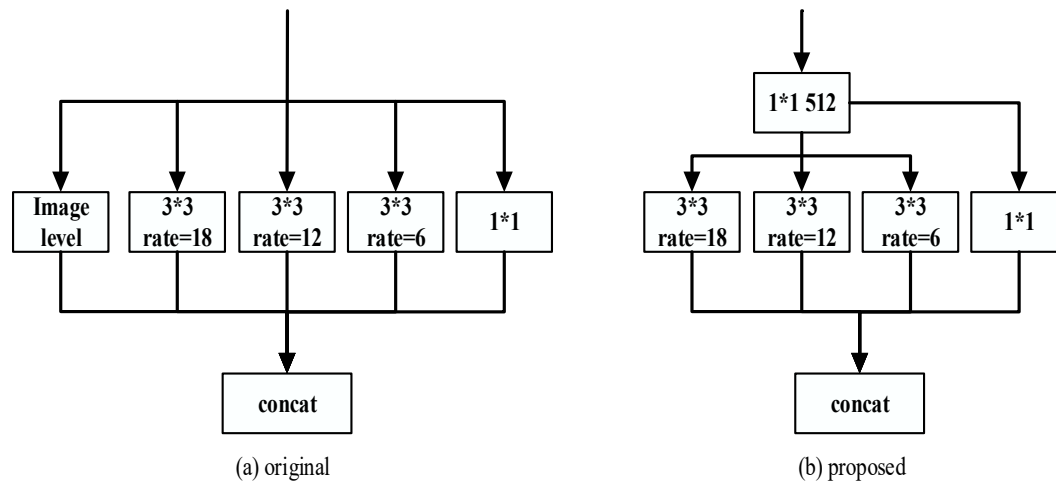 1*1 512
Image
level
3*3
rate=18
3*3
rate=12
3*3
rate=6
1*1
3*3
rate=18
3*3
rate=12
3*3
rate=6
1*1
concat
concat
(a) original
(b) proposed